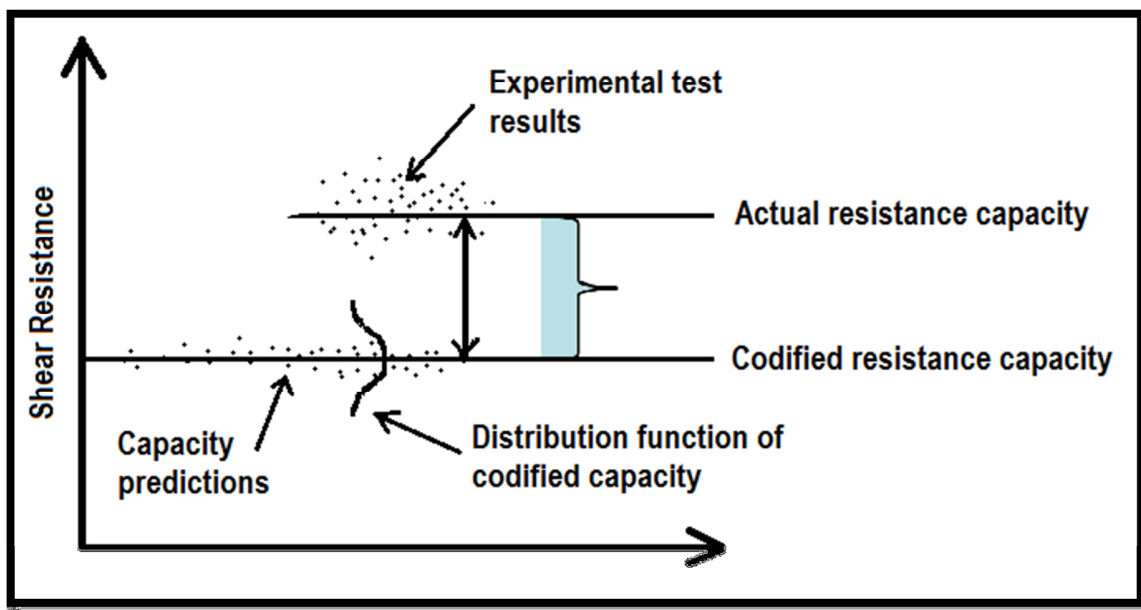 Experimental test
results
Shear Resistance
Actual resistance capacity
Codified resistance capacity
Capacity
predictions
Distribution function of
codified capacity